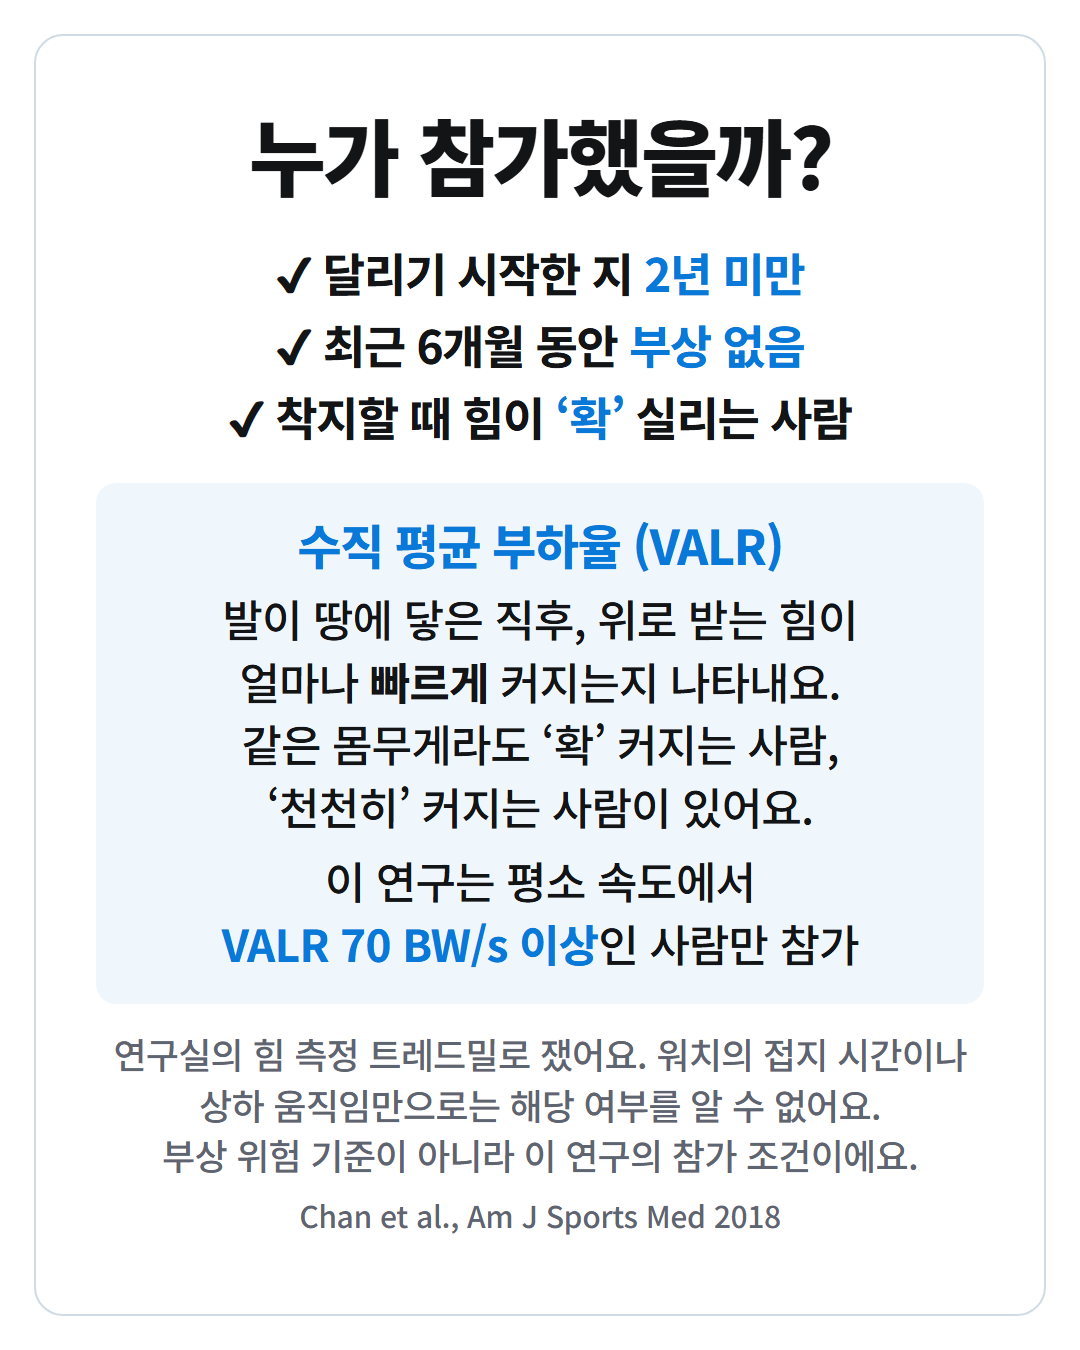 누가 참가했을까?
✔ 달리기 시작한 지 2년 미만
✔ 최근 6개월 동안 부상 없음
✔ 착지할 때 힘이 ‘확’ 실리는 사람
수직 평균 부하율 (VALR)
발이 땅에 닿은 직후, 위로 받는 힘이
얼마나 빠르게 커지는지 나타내요.
같은 몸무게라도 ‘확’ 커지는 사람,
‘천천히’ 커지는 사람이 있어요.
이 연구는 평소 속도에서
VALR 70 BW/s 이상인 사람만 참가
연구실의 힘 측정 트레드밀로 쟀어요. 워치의 접지 시간이나
상하 움직임만으로는 해당 여부를 알 수 없어요.
부상 위험 기준이 아니라 이 연구의 참가 조건이에요.
Chan et al., Am J Sports Med 2018